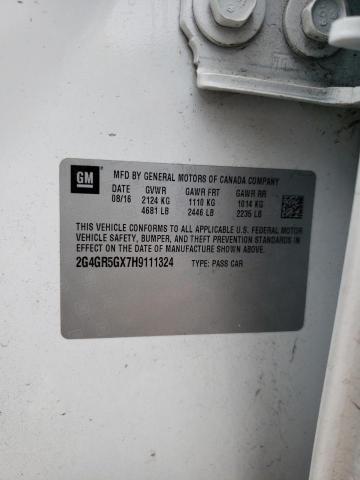 GM
MFD BY GENERAL MOTORS OF CANADA COMPANY
DATE GVWR GAWR FRT GAWR RR
08/16 2124 KG 1110 KG 1014 KG
4681 LB 2446 LB 2235 LB
THIS VEHICLE CONFORMS TO ALL APPLICABLE U.S. FEDERAL MOTOR
VEHICLE SAFETY, BUMPER, AND THEFT PREVENTION STANDARDS IN
EFFECT ON THE DATE OF MANUFACTURE SHOWN ABOVE.
2G4GR5GX7H9111324 TYPE: PASS CAR